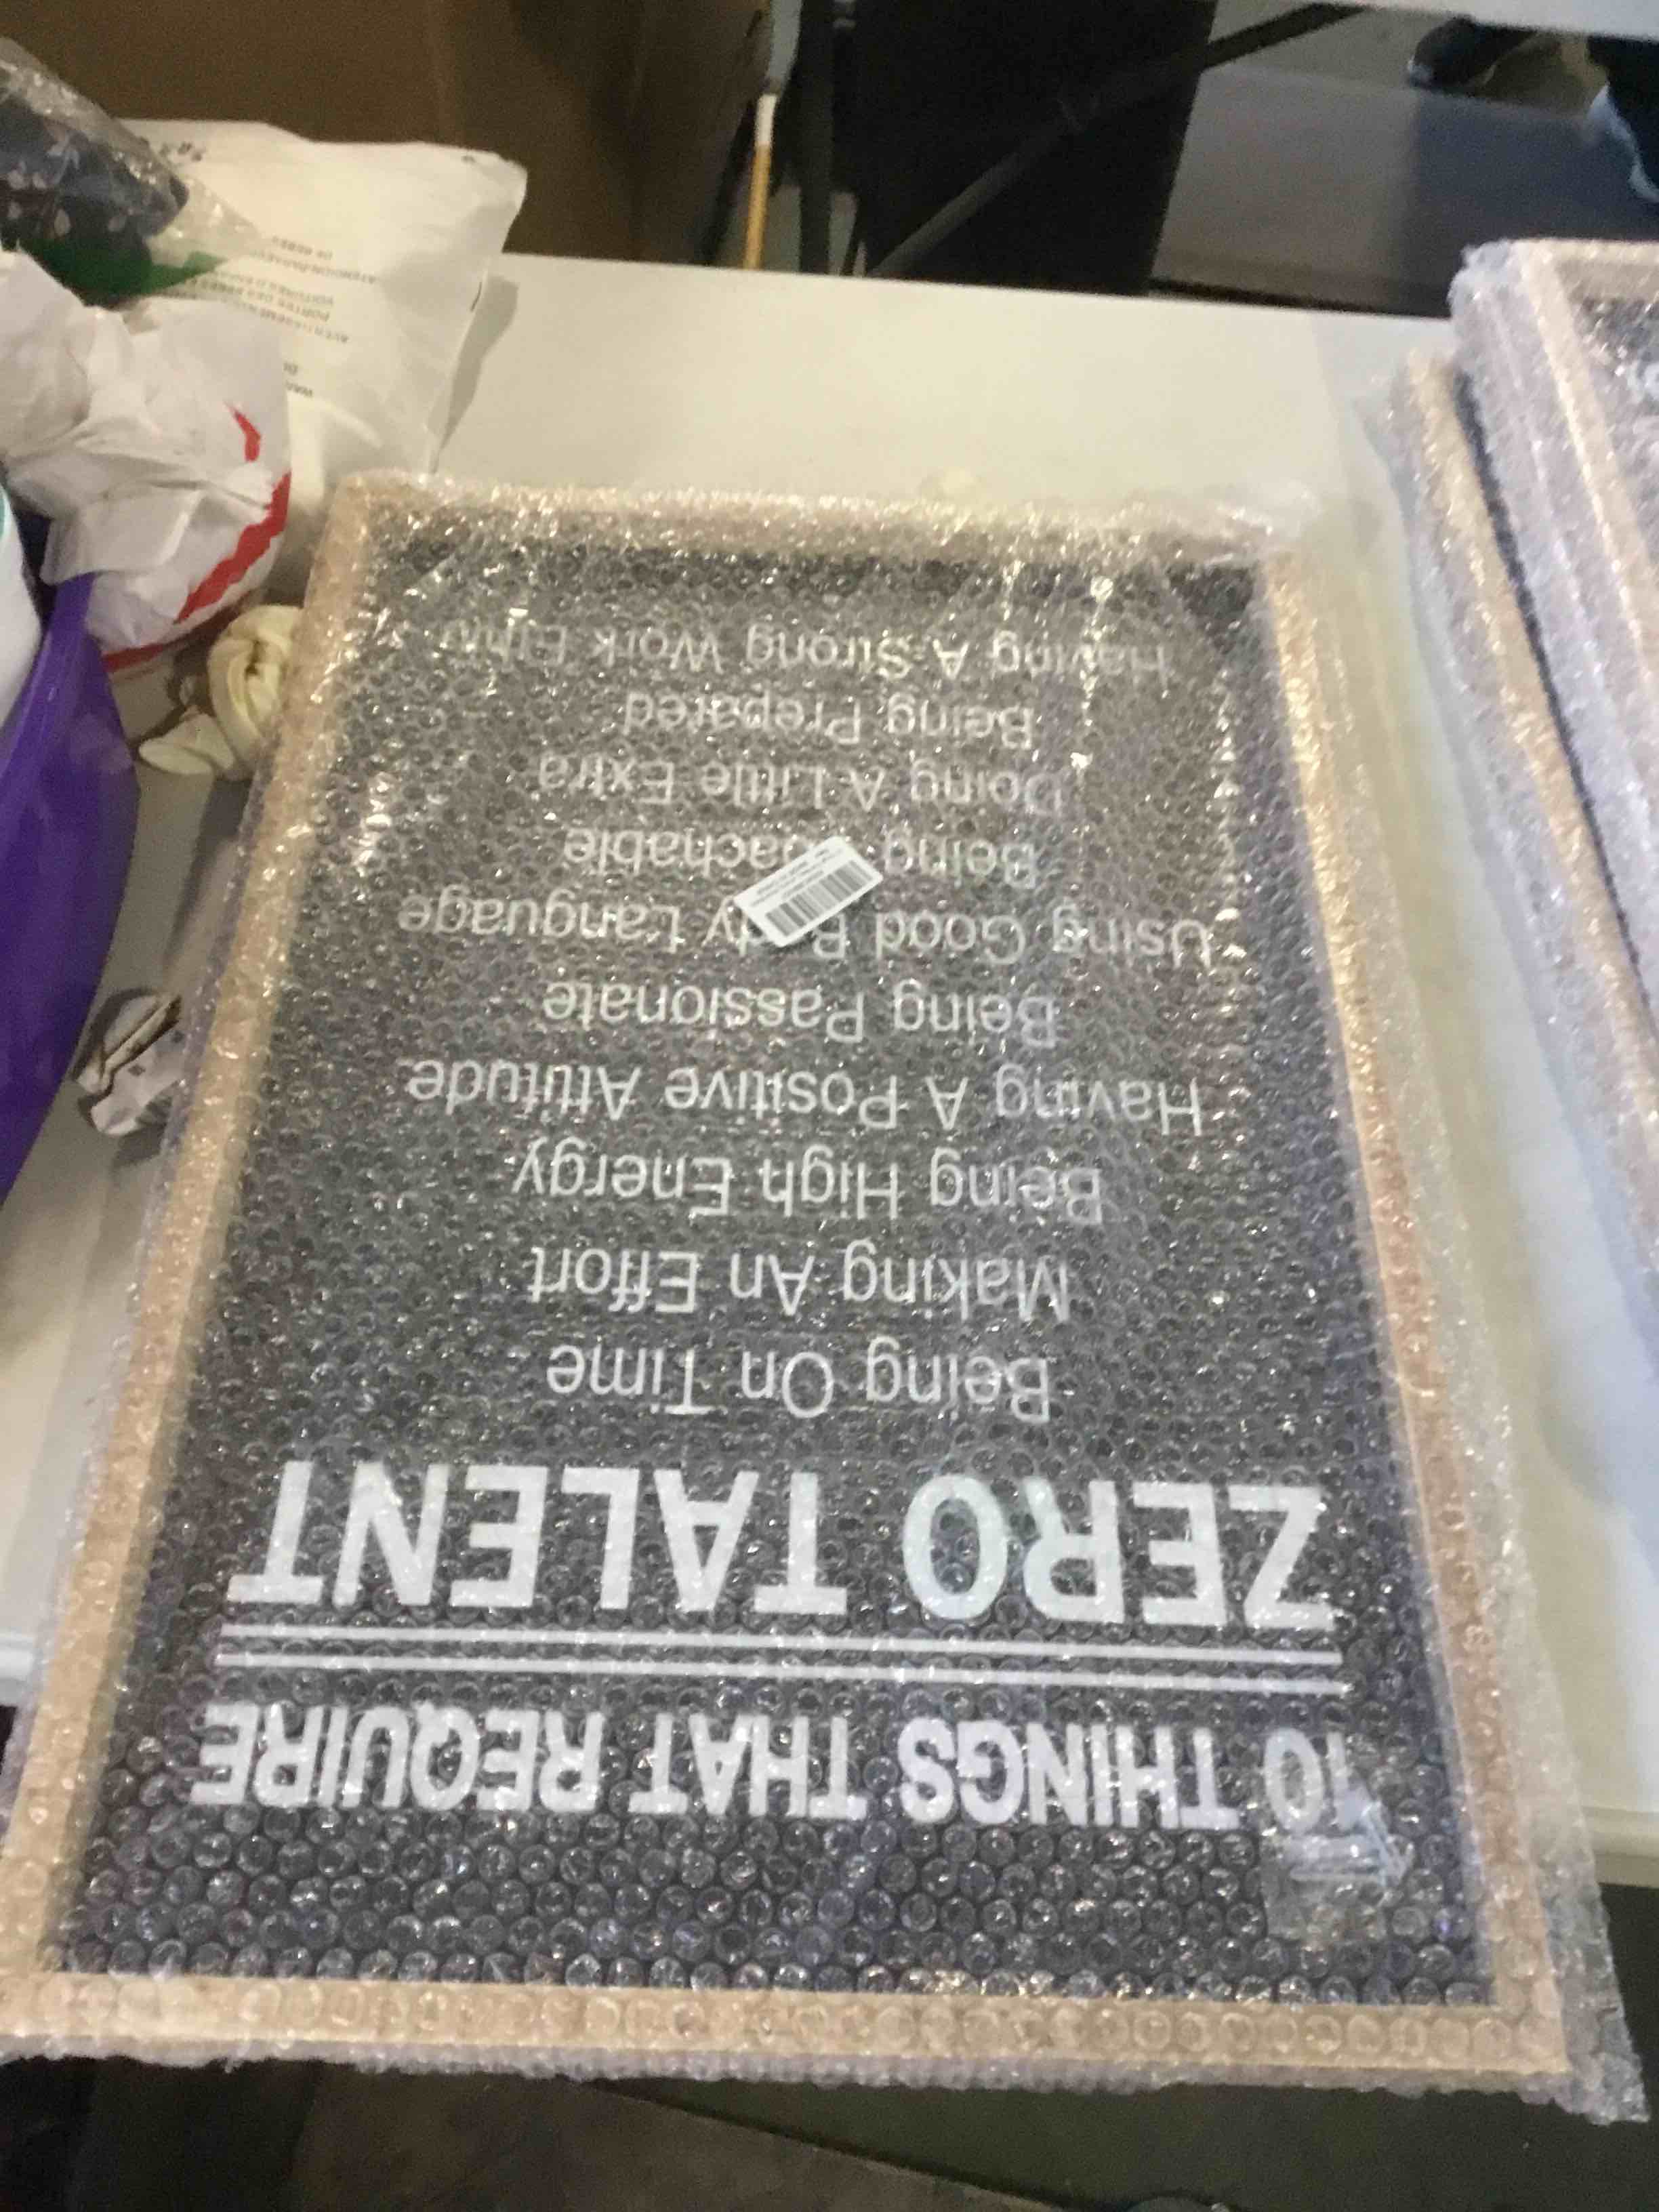 10 THINGS THAT REQUIRE
ZERO TALENT
Being On Time
Making An Effort
Being High Energy
Having A Positive Attitude
Being Passionate
Using Good Body Language
Being Coachable
Doing A Little Extra
Being Prepared
Having A Strong Work Ethic